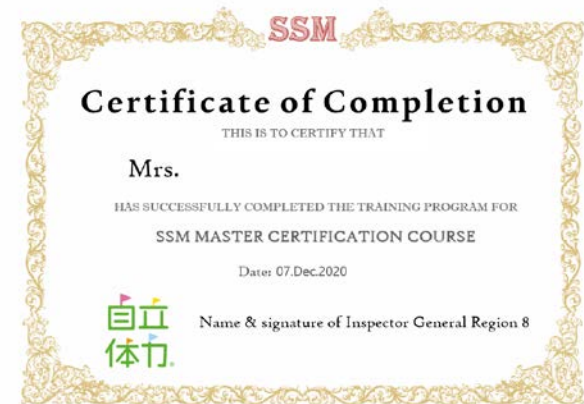 SSM
Certificate of Completion
THIS IS TO CERTIFY THAT
Mrs.
HAS SUCCESSFULLY COMPLETED THE TRAINING PROGRAM FOR
SSM MASTER CERTIFICATION COURSE
Date: 07.Dec.2020
自立
体力
Name & signature of Inspector General Region 8